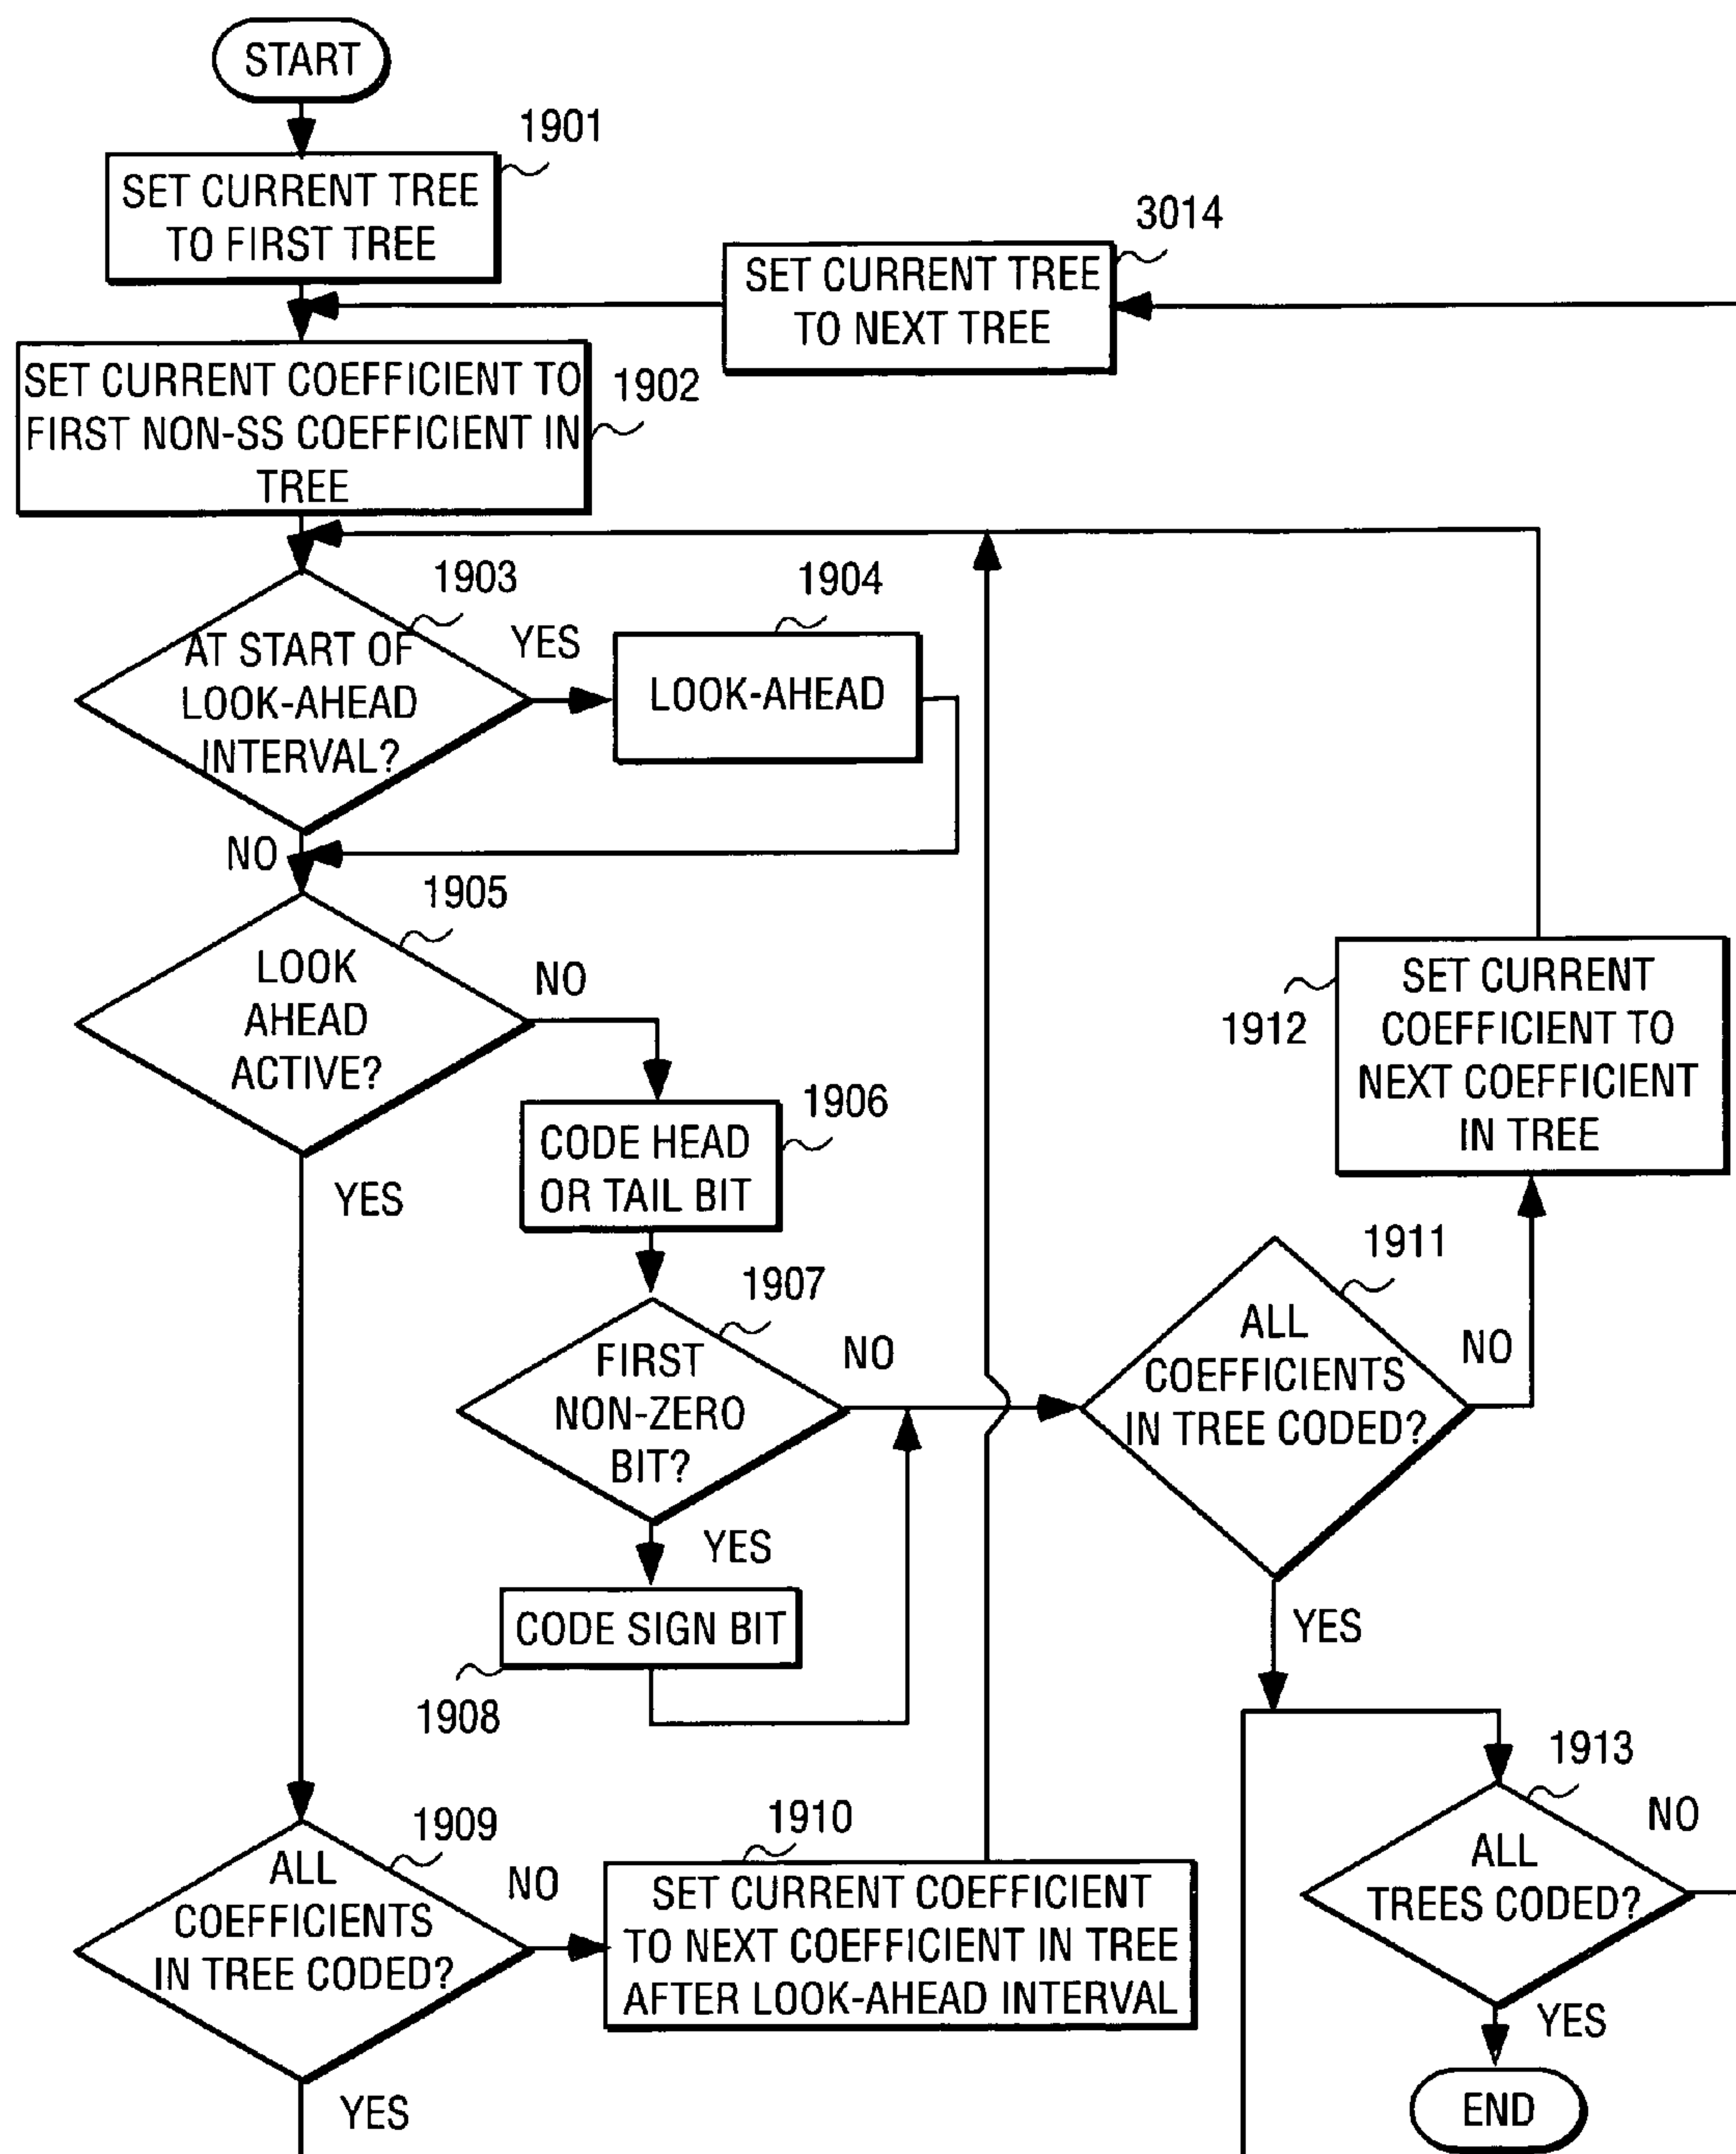 START
1901
SET CURRENT TREE
TO FIRST TREE
3014
SET CURRENT TREE
TO NEXT TREE
1902
SET CURRENT COEFFICIENT TO
FIRST NON-SS COEFFICIENT IN
TREE
1903
AT START OF
LOOK-AHEAD
INTERVAL?
YES
1904
LOOK-AHEAD
NO
1905
LOOK
AHEAD
ACTIVE?
NO
YES
1906
CODE HEAD
OR TAIL BIT
1907
FIRST
NON-ZERO
BIT?
NO
YES
CODE SIGN BIT
1908
1912
SET CURRENT
COEFFICIENT TO
NEXT COEFFICIENT
IN TREE
1911
ALL
COEFFICIENTS
IN TREE CODED?
NO
YES
1909
ALL
COEFFICIENTS
IN TREE CODED?
NO
YES
1910
SET CURRENT COEFFICIENT
TO NEXT COEFFICIENT IN TREE
AFTER LOOK-AHEAD INTERVAL
1913
ALL
TREES CODED?
NO
YES
END